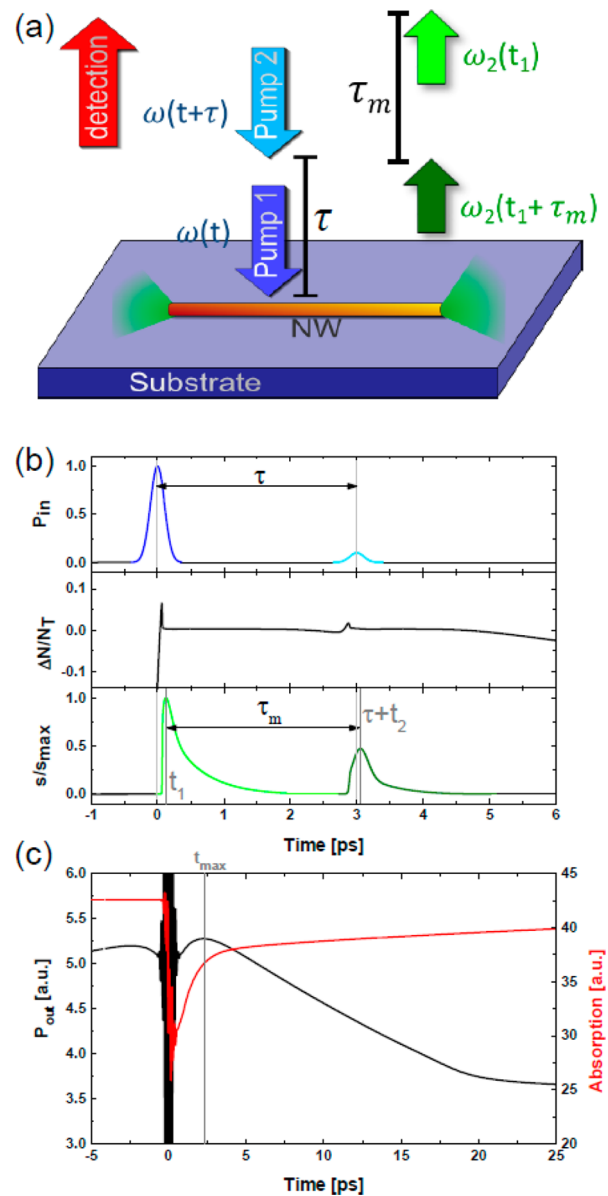 (a)
detection
Pump 2
ω(t+τ)
ω₂(t₁)
τₘ
Pump 1
ω(t)
τ
ω₂(t₁+ τₘ)
NW
Substrate
(b)
1.0
0.5
0.0
Pin
τ
0.1
0.0
-0.1
ΔN/N_T
1.0
0.5
0.0
s/smax
τₘ
t₁
τ+t₂
-1 0 1 2 3 4 5 6
Time [ps]
(c)
tmax
6.0
5.5
5.0
4.5
4.0
3.5
3.0
Pout [a.u.]
45
40
35
30
25
20
Absorption [a.u.]
-5 0 5 10 15 20 25
Time [ps]